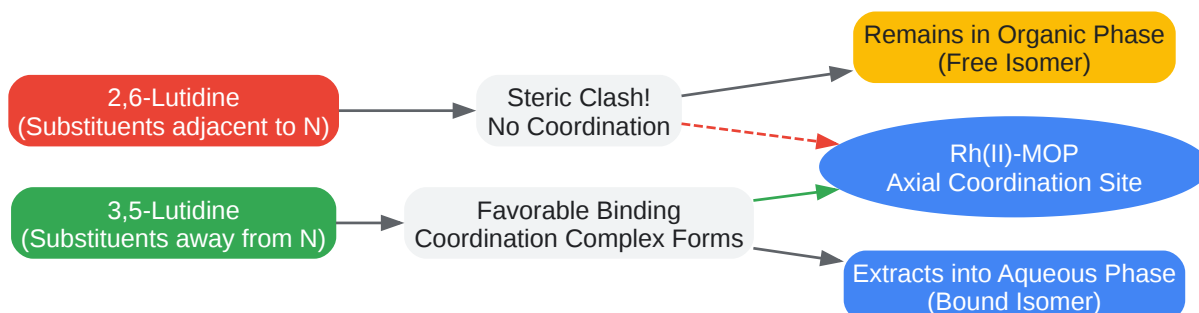 2,6-Lutidine
(Substituents adjacent to N)
Steric Clash!
No Coordination
Remains in Organic Phase
(Free Isomer)
Rh(II)-MOP
Axial Coordination Site
3,5-Lutidine
(Substituents away from N)
Favorable Binding
Coordination Complex Forms
Extracts into Aqueous Phase
(Bound Isomer)